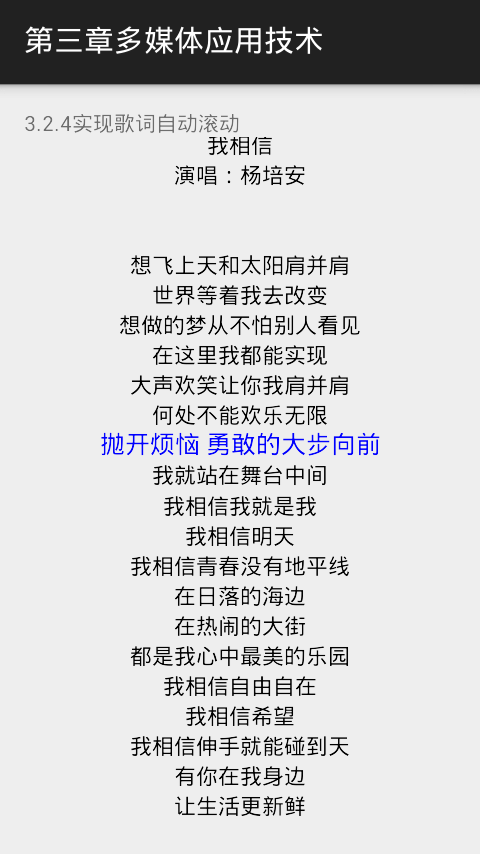 第三章多媒体应用技术
3.2.4实现歌词自动滚动
我相信
演唱：杨培安
想飞上天和太阳肩并肩
世界等着我去改变
想做的梦从不怕别人看见
在这里我都能实现
大声欢笑让你我肩并肩
何处不能欢乐无限
抛开烦恼 勇敢的大步向前
我就站在舞台中间
我相信我就是我
我相信明天
我相信青春没有地平线
在日落的海边
在热闹的大街
都是我心中最美的乐园
我相信自由自在
我相信希望
我相信伸手就能碰到天
有你在我身边
让生活更新鲜